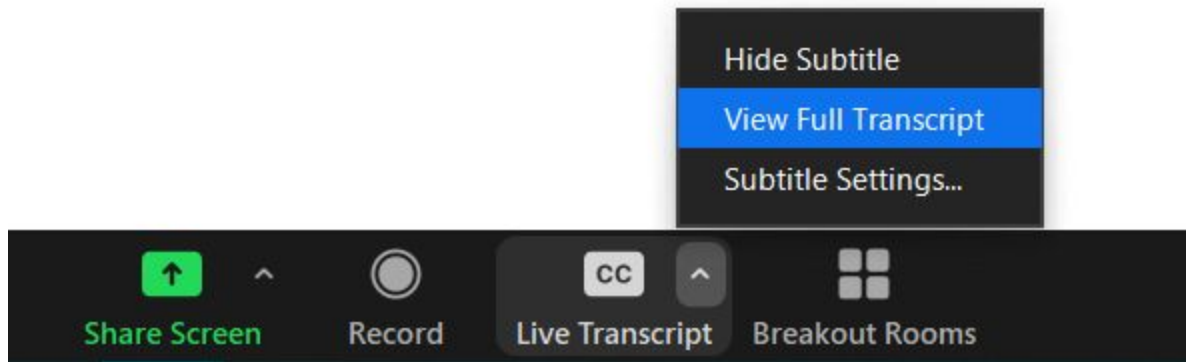 Hide Subtitle
View Full Transcript
Subtitle Settings...
CC
Share Screen
Record
Live Transcript
Breakout Rooms